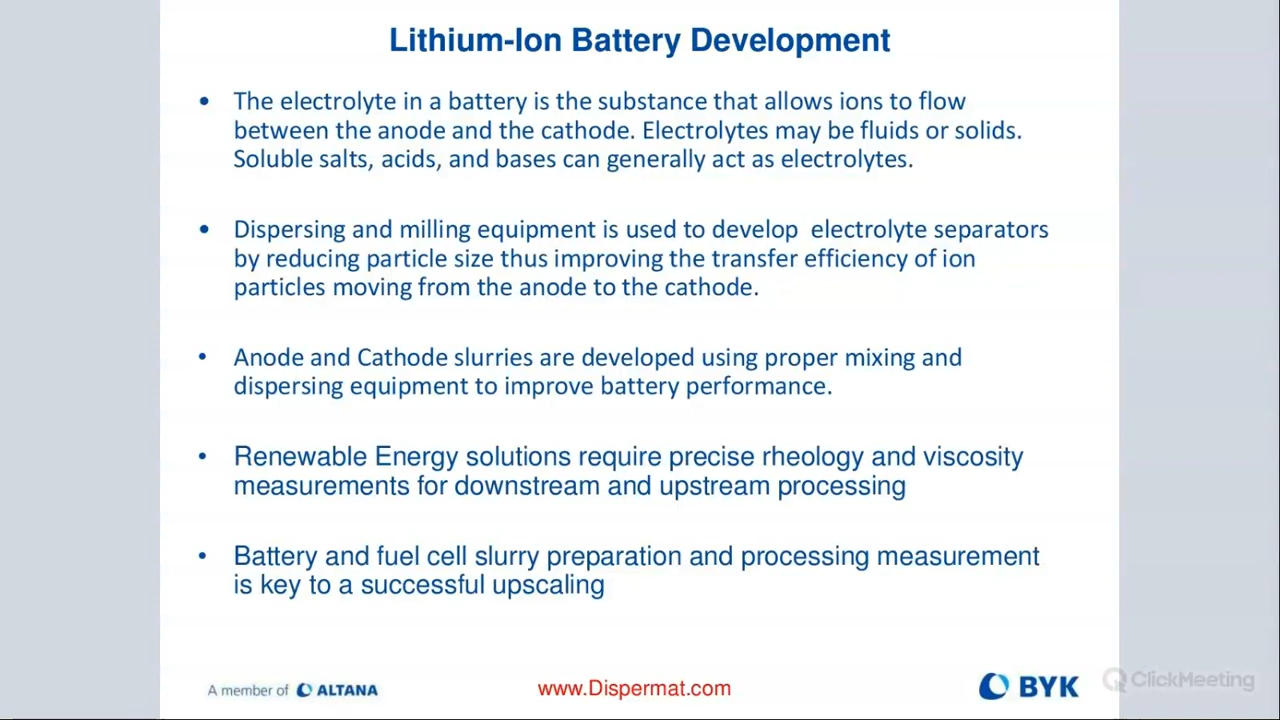 Lithium-Ion Battery Development
• The electrolyte in a battery is the substance that allows ions to flow
between the anode and the cathode. Electrolytes may be fluids or solids.
Soluble salts, acids, and bases can generally act as electrolytes.
• Dispersing and milling equipment is used to develop  electrolyte separators
by reducing particle size thus improving the transfer efficiency of ion
particles moving from the anode to the cathode.
• Anode and Cathode slurries are developed using proper mixing and
dispersing equipment to improve battery performance.
• Renewable Energy solutions require precise rheology and viscosity
measurements for downstream and upstream processing
• Battery and fuel cell slurry preparation and processing measurement
is key to a successful upscaling
A member of ALTANA
www.Dispermat.com
BYK
ClickMeeting